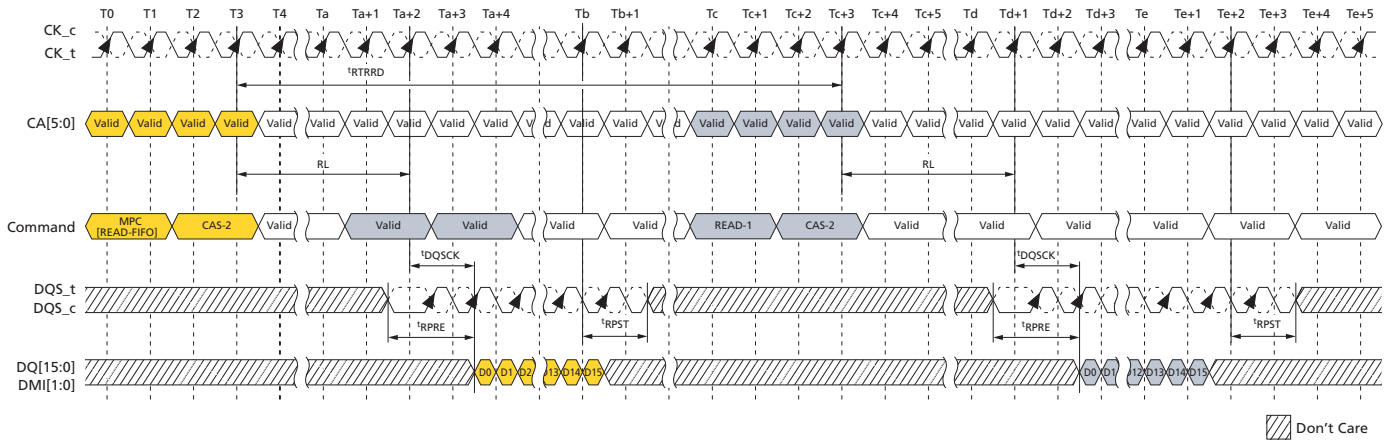 T0 T1 T2 T3 T4 Ta Ta+1 Ta+2 Ta+3 Ta+4 Tb Tb+1 Tc Tc+1 Tc+2 Tc+3 Tc+4 Tc+5 Td Td+1 Td+2 Td+3 Te Te+1 Te+2 Te+3 Te+4 Te+5
CK_c
CK_t
tRTRRD
CA[5:0] Valid Valid Valid Valid Valid Valid Valid Valid Valid Valid V d Valid Valid V d Valid Valid Valid Valid Valid Valid Valid Valid Valid Valid Valid Valid Valid Valid Valid Valid
RL RL
Command MPC [READ-FIFO] CAS-2 Valid Valid Valid Valid Valid READ-1 CAS-2 Valid Valid Valid Valid Valid Valid
tDQSCK tDQSCK
DQS_t
DQS_c
tRPRE tRPST tRPRE tRPST
DQ[15:0] D0 D1 D2 D13 D14 D15 D0 D1 D12 D13 D14 D15
DMI[1:0]
Don't Care